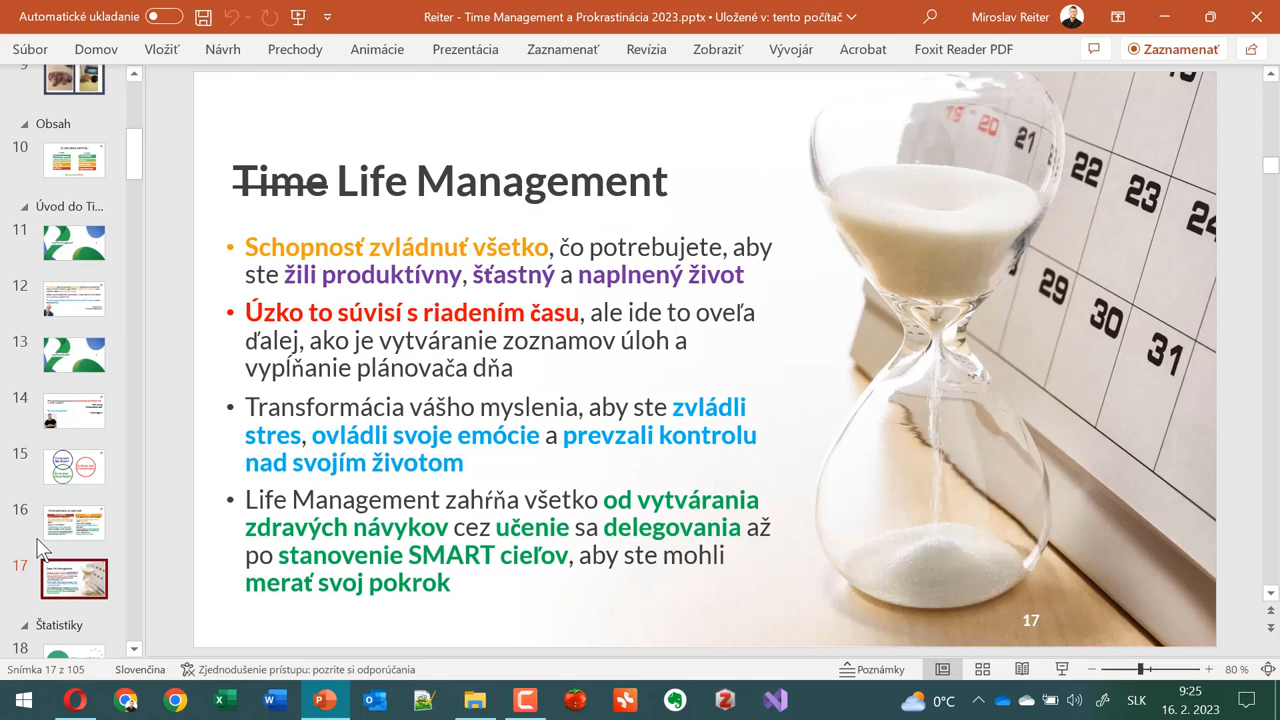 Automatické ukladanie
Reiter - Time Management a Prokrastinácia 2023.pptx • Uložené v: tento počítač
Miroslav Reiter
Súbor Domov Vložiť Návrh Prechody Animácie Prezentácia Zaznamenať Revízia Zobraziť Vývojár Acrobat Foxit Reader PDF
Zaznamenať
9
Obsah
10
Úvod do Ti...
11
12
13
14
15
16
17
Štatistiky
18
Time Life Management
• Schopnosť zvládnuť všetko, čo potrebujete, aby
ste žili produktívny, šťastný a naplnený život
• Úzko to súvisí s riadením času, ale ide to oveľa
ďalej, ako je vytváranie zoznamov úloh a
vypĺňanie plánovača dňa
• Transformácia vášho myslenia, aby ste zvládli
stres, ovládli svoje emócie a prevzali kontrolu
nad svojím životom
• Life Management zahŕňa všetko od vytvárania
zdravých návykov cez učenie sa delegovania až
po stanovenie SMART cieľov, aby ste mohli
merať svoj pokrok
20
21
22
23
24
29
30
31
17
Snímka 17 z 105
Slovenčina
Zjednodušenie prístupu: pozrite si odporúčania
Poznámky
80 %
0°C
SLK
9:25
16. 2. 2023